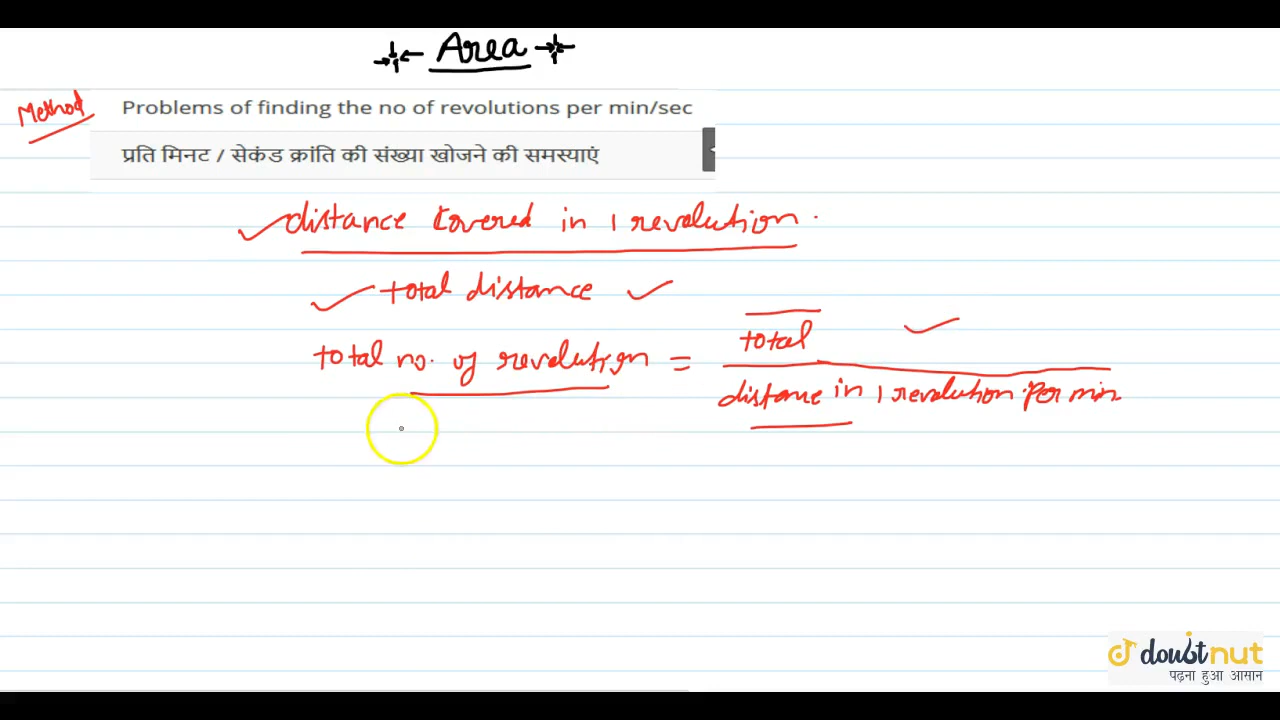 Area
Method
Problems of finding the no of revolutions per min/sec
प्रति मिनट / सेकंड क्रांति की संख्या खोजने की समस्याएं
distance covered in 1 revolution.
total distance
total no. of revolution = total
distance in 1 revolution per min
doubtnut
पढ़ना हुआ आसान